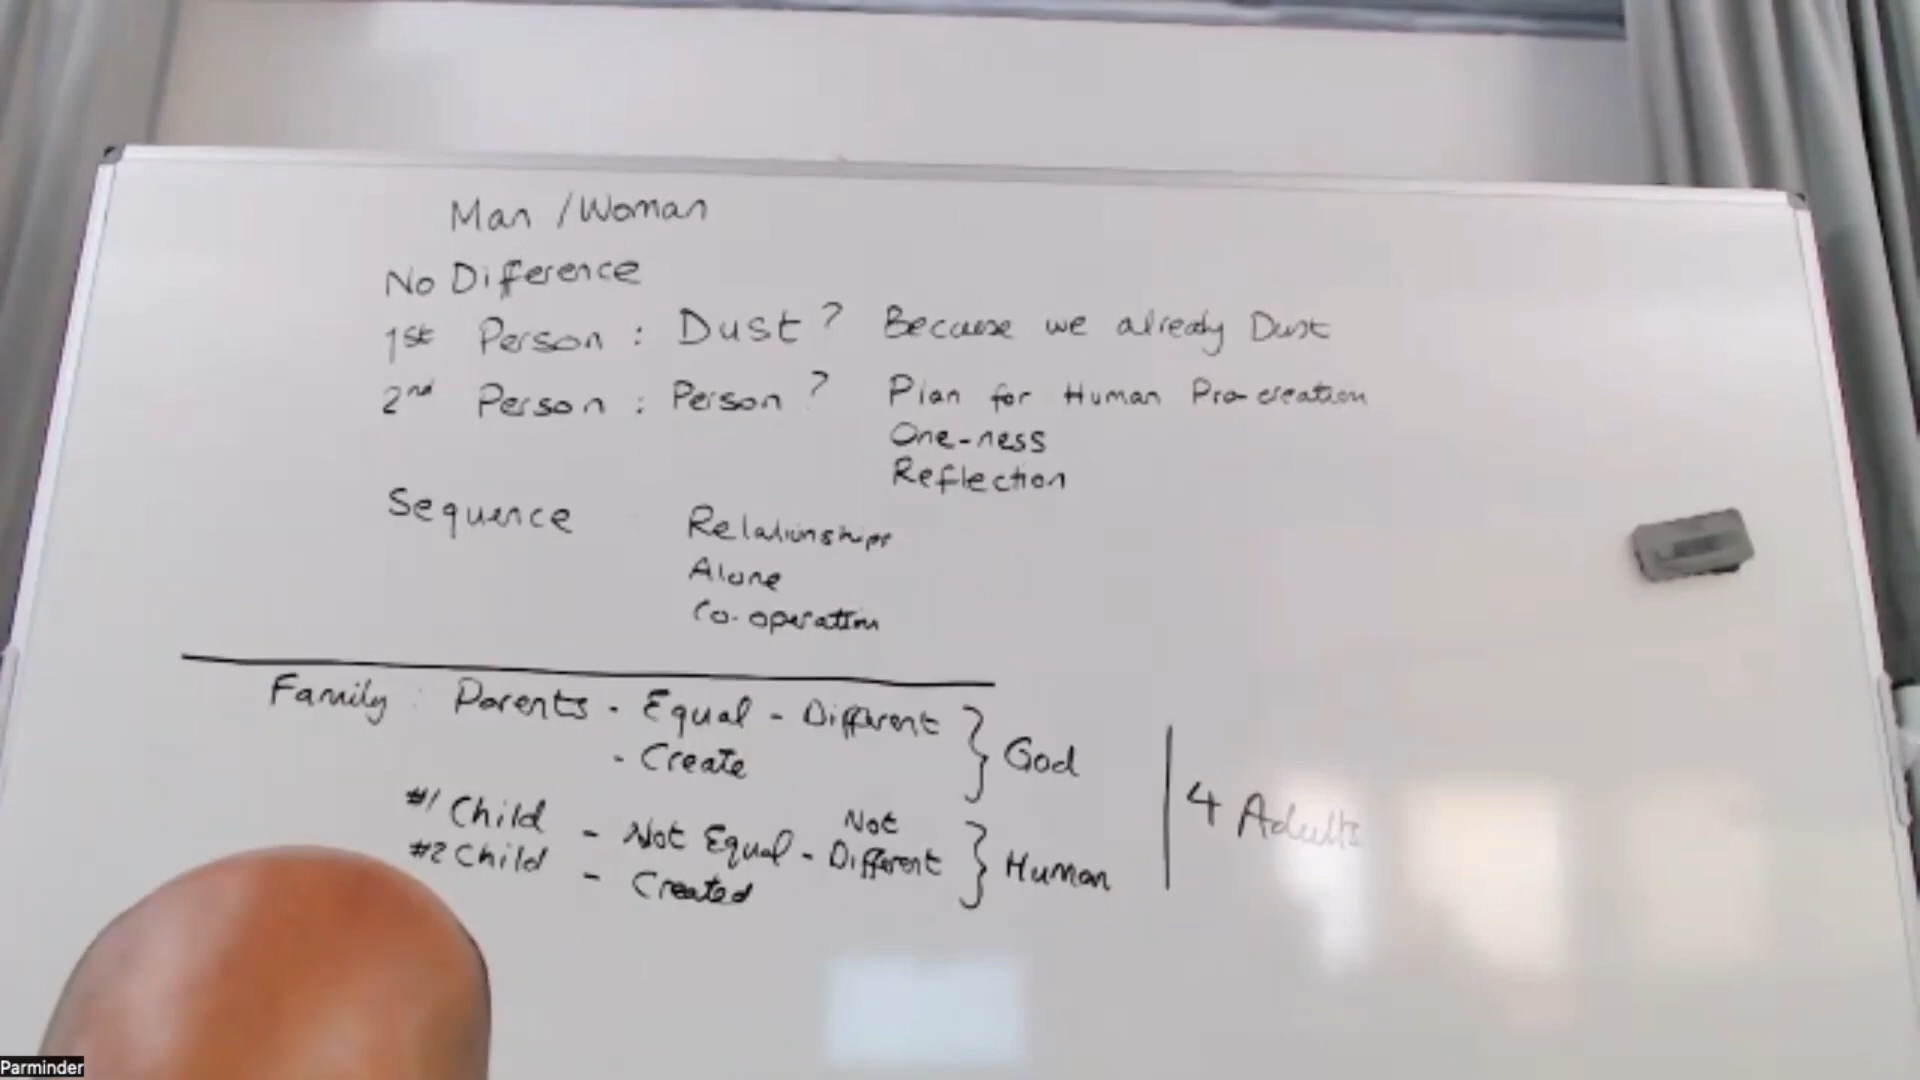 Man / Woman
No Difference
1st Person : Dust ? Because we already Dust
2nd Person : Person ? Plan for Human Pro-creation
One-ness
Reflection
Sequence Relationships
Alone
Co-operation
Family : Parents - Equal - Different } God
- Create
#1 Child - Not Equal - Not Different } Human
#2 Child - Created
4 Adults
Parminder